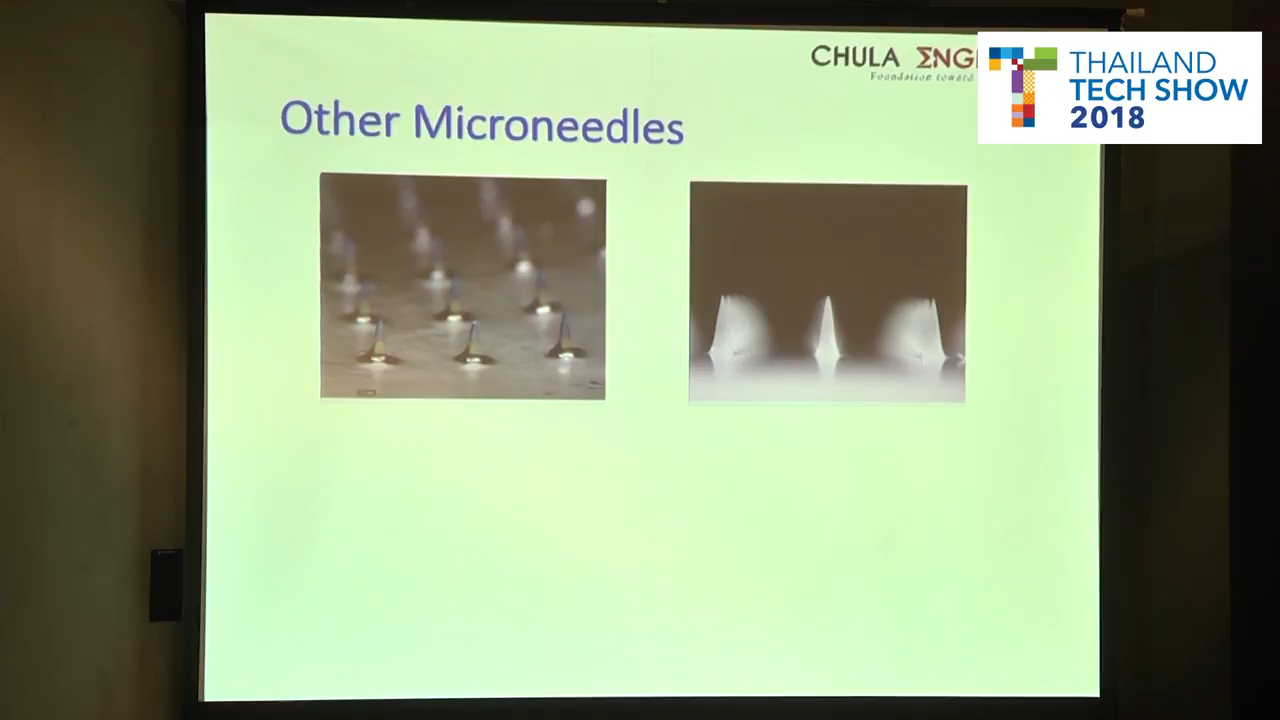 CHULA ΣNGI
Foundation toward
THAILAND
TECH SHOW
2018
Other Microneedles